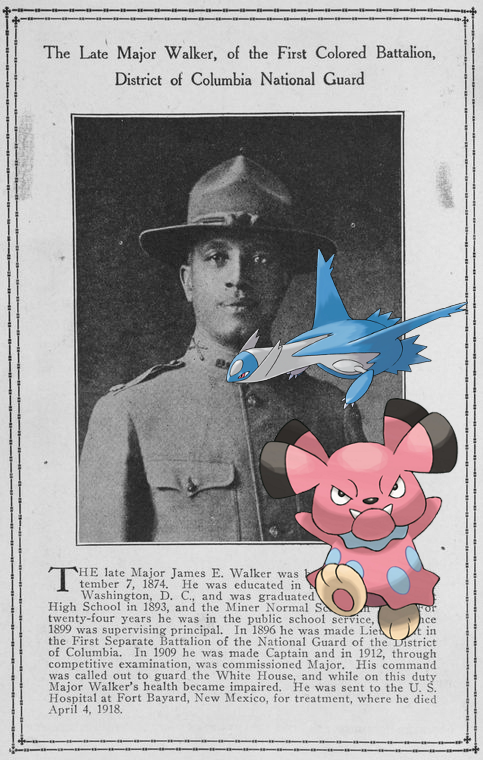 The Late Major Walker, of the First Colored Battalion,
District of Columbia National Guard
THE late Major James E. Walker was
tember 7, 1874. He was educated in
Washington, D. C., and was graduated
High School in 1893, and the Miner Normal
twenty-four years he was in the public school service,
1899 was supervising principal. In 1896 he was made in
the First Separate Battalion of the National Guard of the District
of Columbia. In 1909 he was made Captain and in 1912, through
competitive examination, was commissioned Major. His command
was called out to guard the White House, and while on this duty
Major Walker's health became impaired. He was sent to the U. S.
Hospital at Fort Bayard, New Mexico, for treatment, where he died
April 4, 1918.